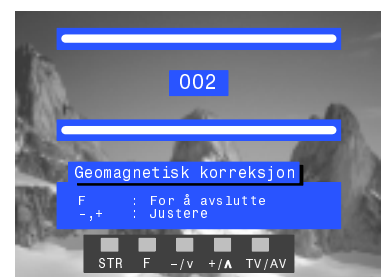 002
Geomagnetisk korreksjon
F : For å avslutte
-,+ : Justere
STR F -/v +/∧ TV/AV